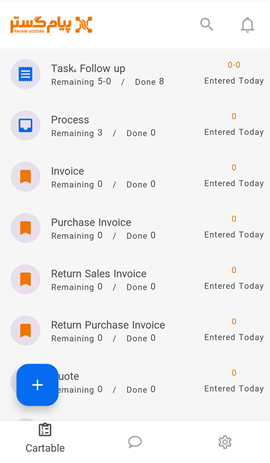 پیام‌گستر
PAYAM GOSTAR
Task، Follow up
0-0
Remaining 5-0 / Done 8
Entered Today
Process
0
Remaining 3 / Done 0
Entered Today
Invoice
0
Remaining 0 / Done 0
Entered Today
Purchase Invoice
0
Remaining 0 / Done 0
Entered Today
Return Sales Invoice
0
Remaining 0 / Done 0
Entered Today
Return Purchase Invoice
0
Remaining 0 / Done 0
Entered Today
uote
0
emaining 0 / Done 0
Entered Today
Cartable